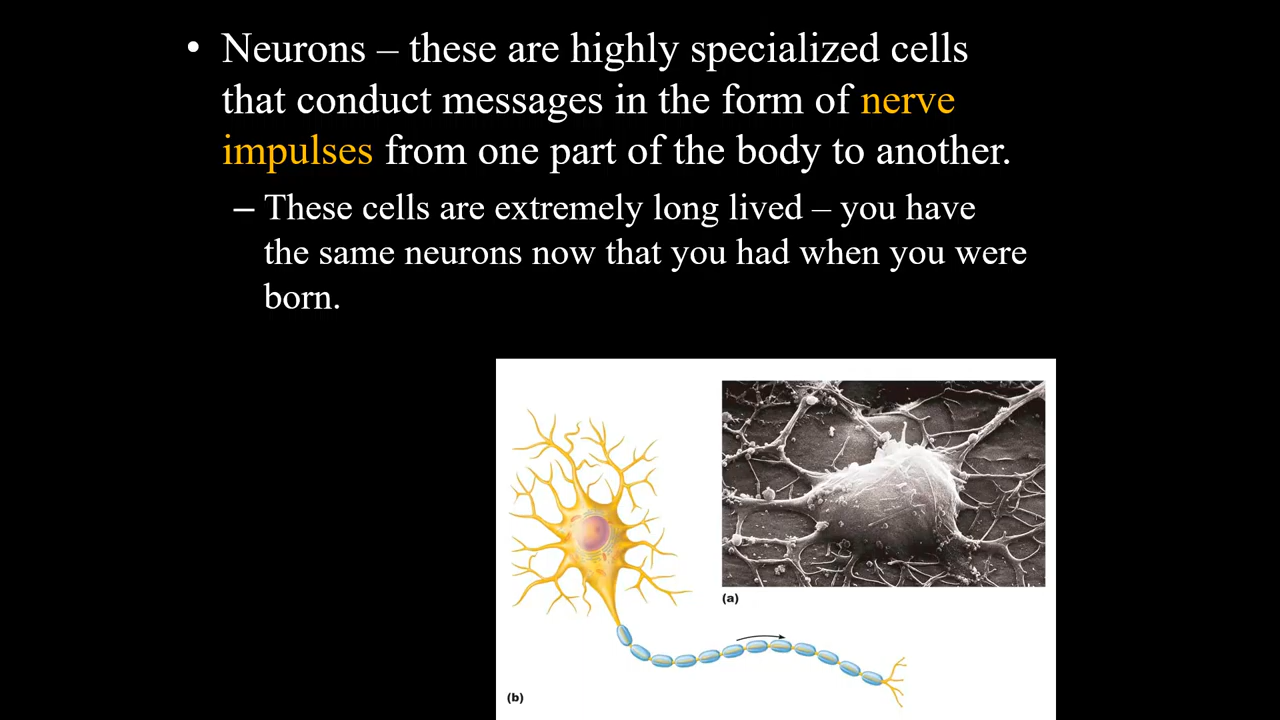 • Neurons – these are highly specialized cells
that conduct messages in the form of nerve
impulses from one part of the body to another.
– These cells are extremely long lived – you have
the same neurons now that you had when you were
born.
(a)
(b)